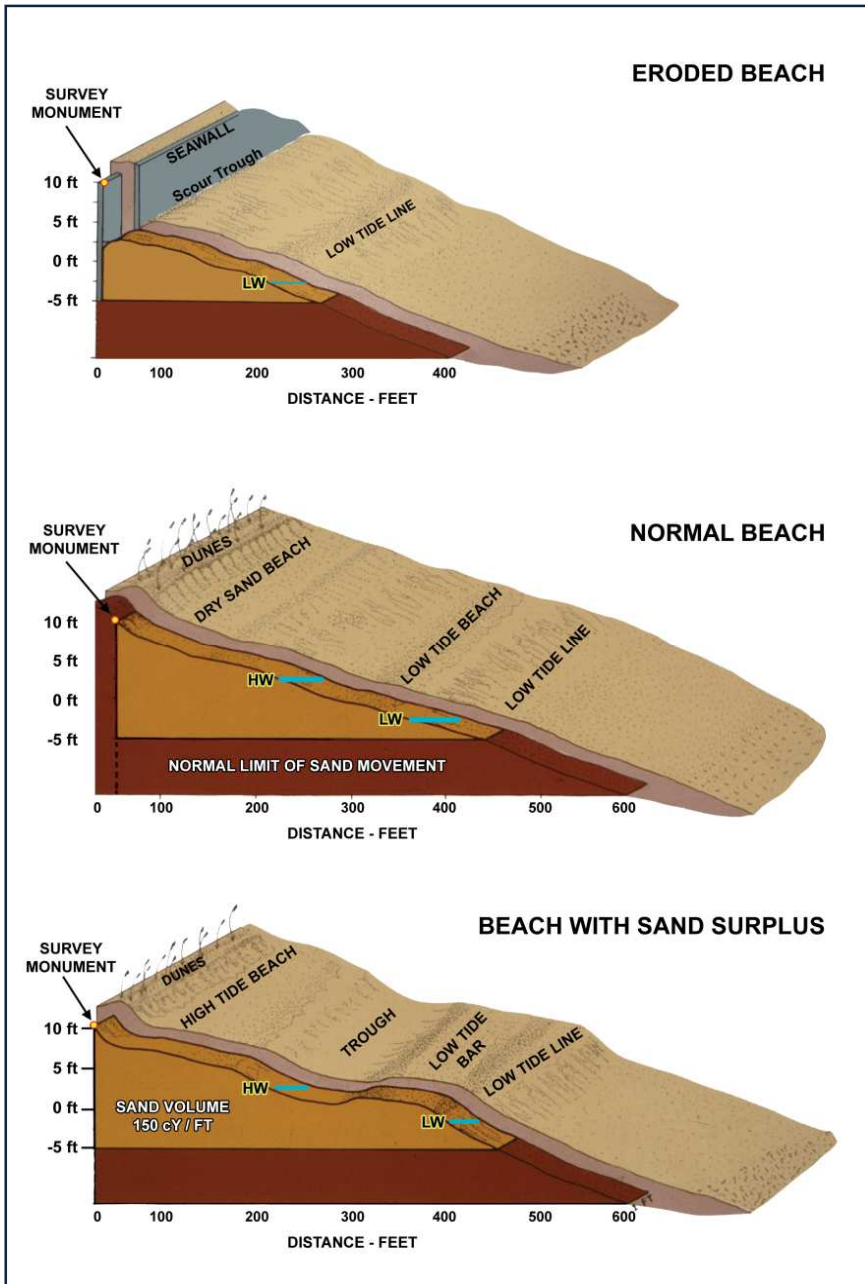 ERODED BEACH
SURVEY
MONUMENT
SEAWALL
Scour Trough
10 ft
5 ft
0 ft
-5 ft
LOW TIDE LINE
LW
0 100 200 300 400
DISTANCE - FEET
NORMAL BEACH
SURVEY
MONUMENT
DUNES
DRY SAND BEACH
LOW TIDE BEACH
LOW TIDE LINE
10 ft
5 ft
0 ft
-5 ft
HW
LW
NORMAL LIMIT OF SAND MOVEMENT
0 100 200 300 400 500 600
DISTANCE - FEET
BEACH WITH SAND SURPLUS
SURVEY
MONUMENT
DUNES
HIGH TIDE BEACH
TROUGH
LOW TIDE
BAR
LOW TIDE LINE
10 ft
5 ft
0 ft
-5 ft
HW
LW
SAND VOLUME
150 cY / FT
0 100 200 300 400 500 600
DISTANCE - FEET